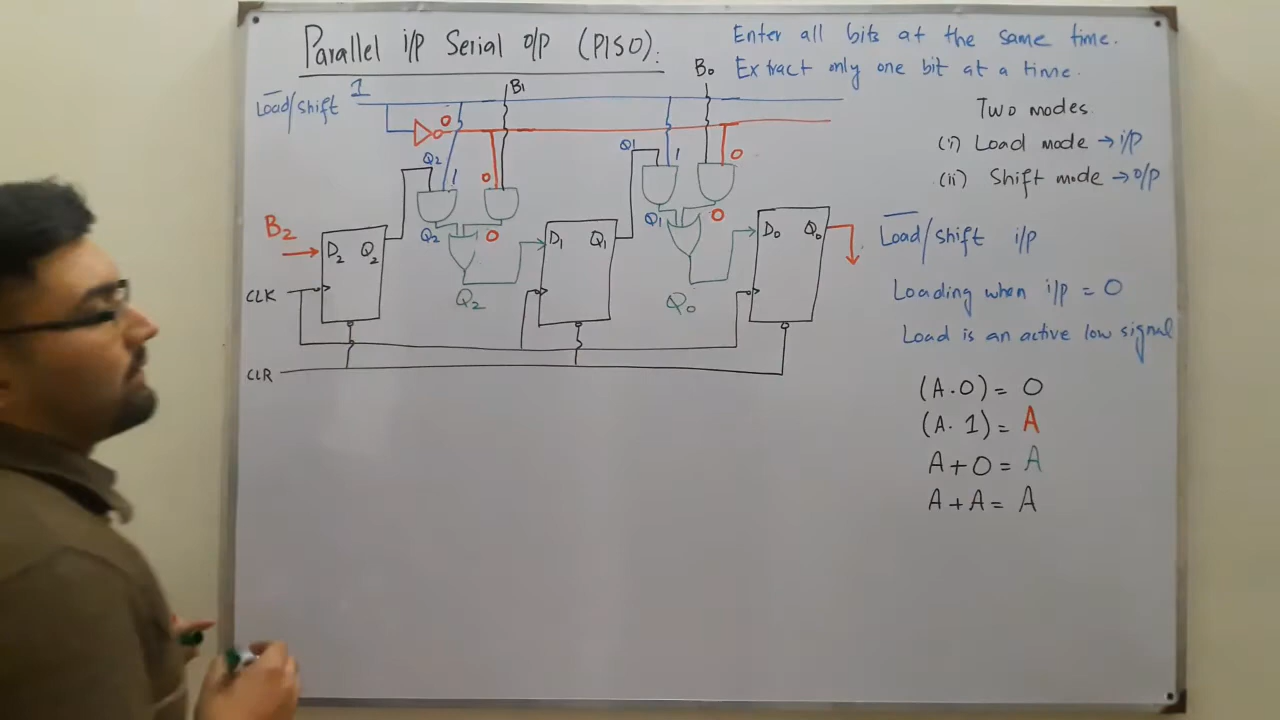 Parallel i/p Serial o/p (PISO).
Enter all bits at the same time.
Extract only one bit at a time.
Two modes
(i) Load mode → i/p
(ii) Shift mode → o/p
L̅o̅a̅d̅/shift i/p
Loading when i/p = 0
Load is an active low signal
(A.0) = 0
(A.1) = A
A+0 = A
A+A = A
L̅o̅a̅d̅/shift 1
B1
B0
0
Q2
1
0
Q1
1
0
Q2
0
Q1
0
B2
D2 Q2
D1 Q1
D0 Q0
Q2
Q0
CLK
CLR